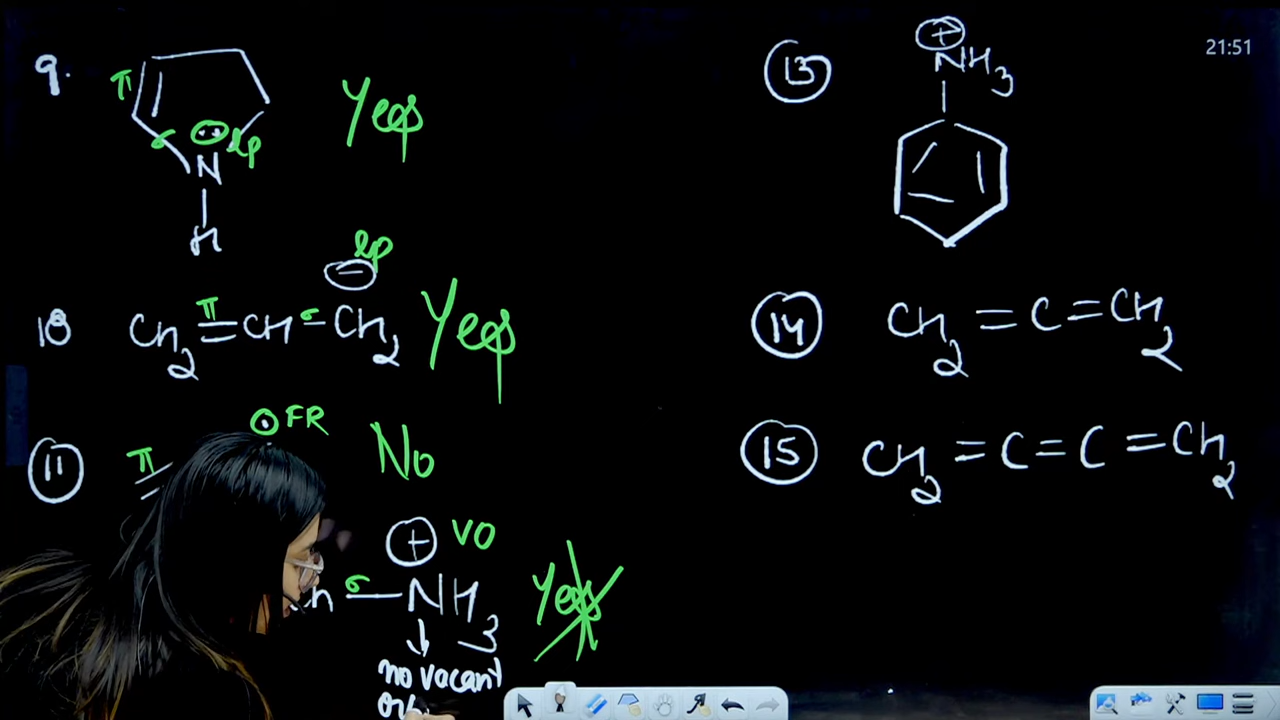 9.
π
σ
lp
N
H
Yes
10
CH2 = CH - CH2
π
σ
lp
Yes
11
π
FR
No
σ
+ VO
NH3
Yes
no vacant
13
+
NH3
14
CH2 = C = CH2
15
CH2 = C = C = CH2
21:51